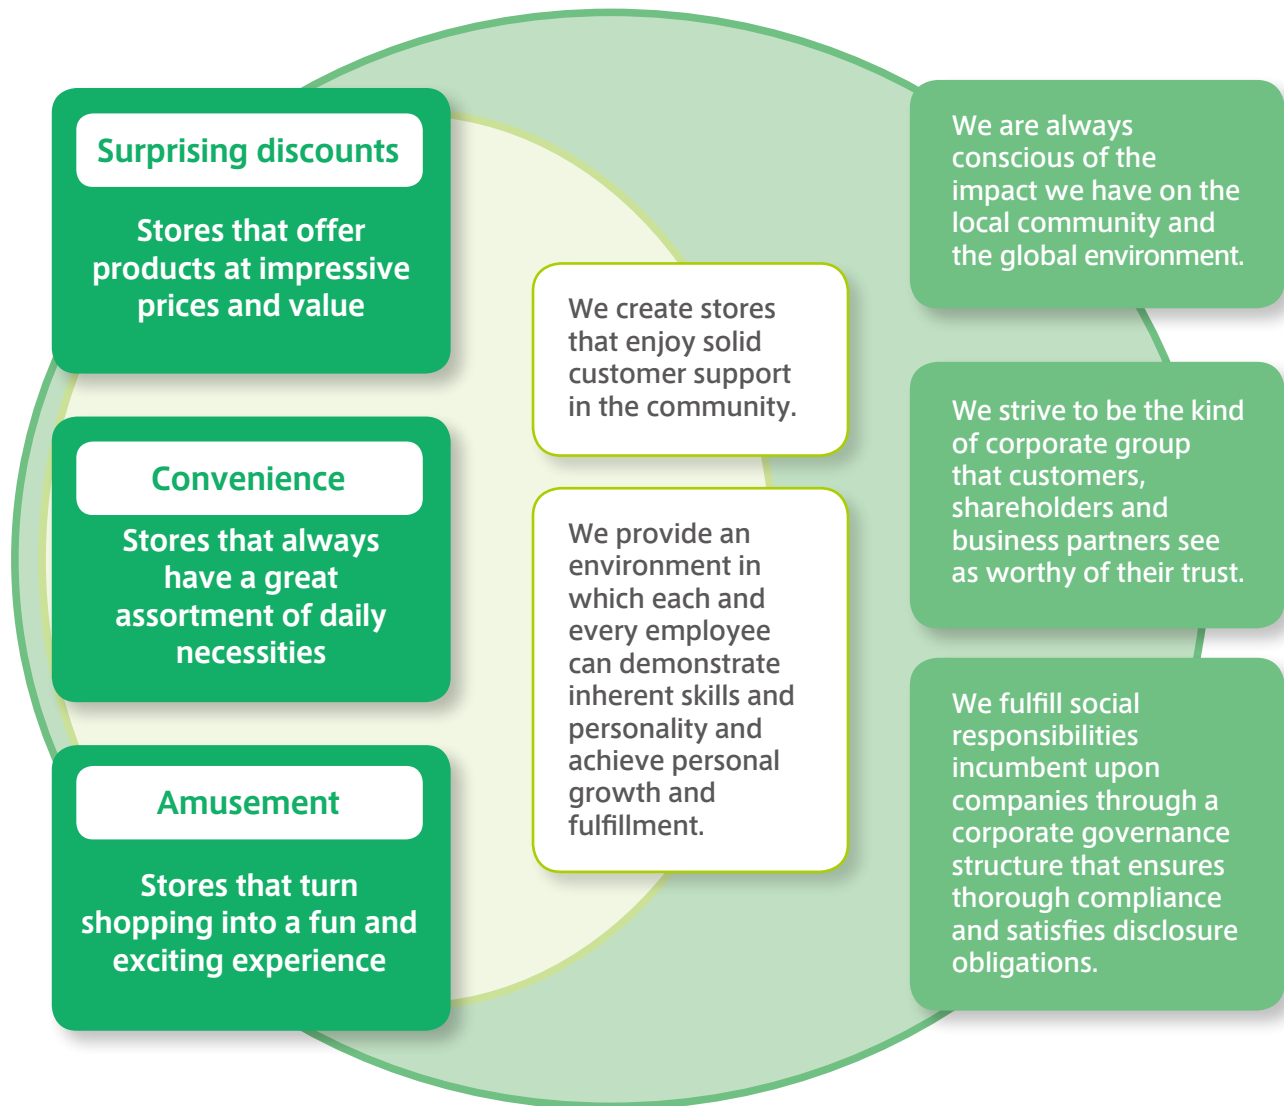 Surprising discounts
Stores that offer
products at impressive
prices and value
Convenience
Stores that always
have a great
assortment of daily
necessities
Amusement
Stores that turn
shopping into a fun and
exciting experience
We create stores
that enjoy solid
customer support
in the community.
We provide an
environment in
which each and
every employee
can demonstrate
inherent skills and
personality and
achieve personal
growth and
fulfillment.
We are always
conscious of the
impact we have on the
local community and
the global environment.
We strive to be the kind
of corporate group
that customers,
shareholders and
business partners see
as worthy of their trust.
We fulfill social
responsibilities
incumbent upon
companies through a
corporate governance
structure that ensures
thorough compliance
and satisfies disclosure
obligations.